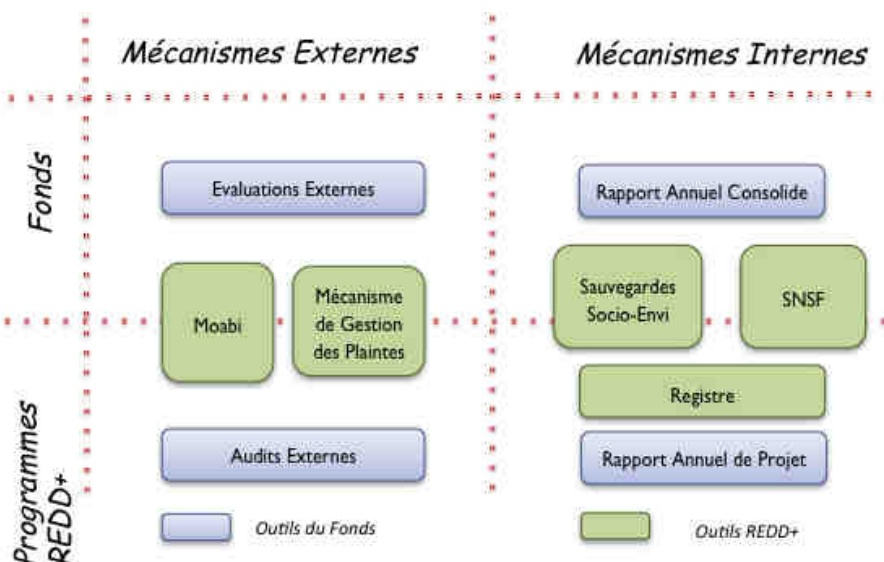 Mécanismes Externes
Mécanismes Internes
Fonds
Evaluations Externes
Rapport Annuel Consolide
Moabi
Mécanisme
de Gestion
des Plaintes
Sauvegardes
Socio-Envi
SNSF
Registre
Programmes
REDD+
Audits Externes
Rapport Annuel de Projet
Outils du Fonds
Outils REDD+